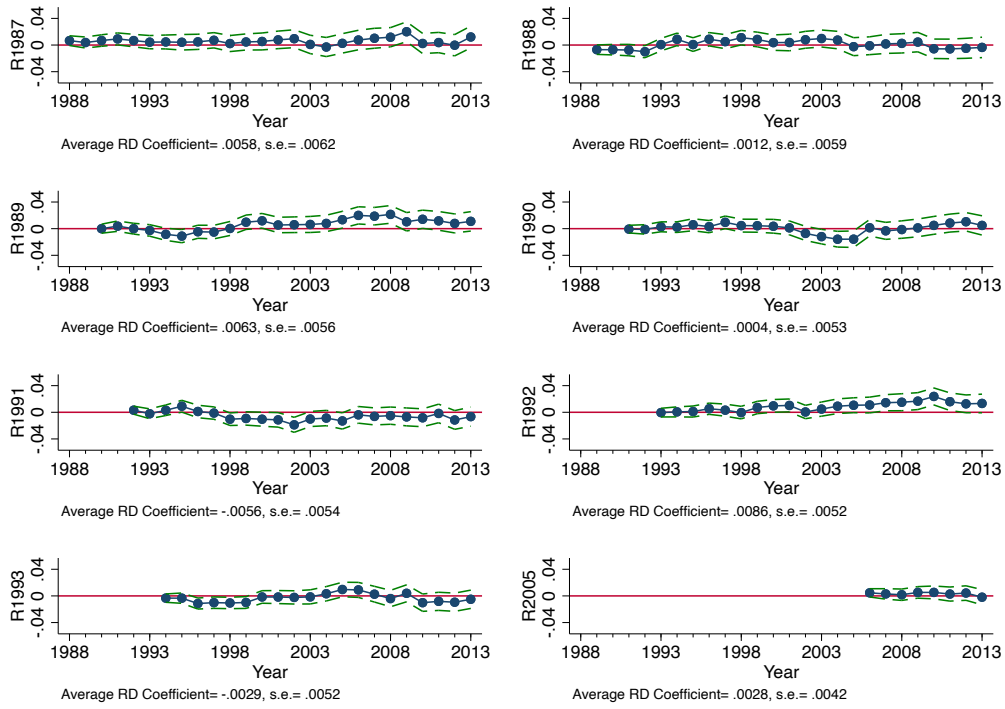 R1987
.04
0
-.04
1988 1993 1998 2003 2008 2013
Year
Average RD Coefficient= .0058, s.e.= .0062
R1988
.04
0
-.04
1988 1993 1998 2003 2008 2013
Year
Average RD Coefficient= .0012, s.e.= .0059
R1989
.04
0
-.04
1988 1993 1998 2003 2008 2013
Year
Average RD Coefficient= .0063, s.e.= .0056
R1990
.04
0
-.04
1988 1993 1998 2003 2008 2013
Year
Average RD Coefficient= .0004, s.e.= .0053
R1991
.04
0
-.04
1988 1993 1998 2003 2008 2013
Year
Average RD Coefficient= -.0056, s.e.= .0054
R1992
.04
0
-.04
1988 1993 1998 2003 2008 2013
Year
Average RD Coefficient= .0086, s.e.= .0052
R1993
.04
0
-.04
1988 1993 1998 2003 2008 2013
Year
Average RD Coefficient= -.0029, s.e.= .0052
R2005
.04
0
-.04
1988 1993 1998 2003 2008 2013
Year
Average RD Coefficient= .0028, s.e.= .0042